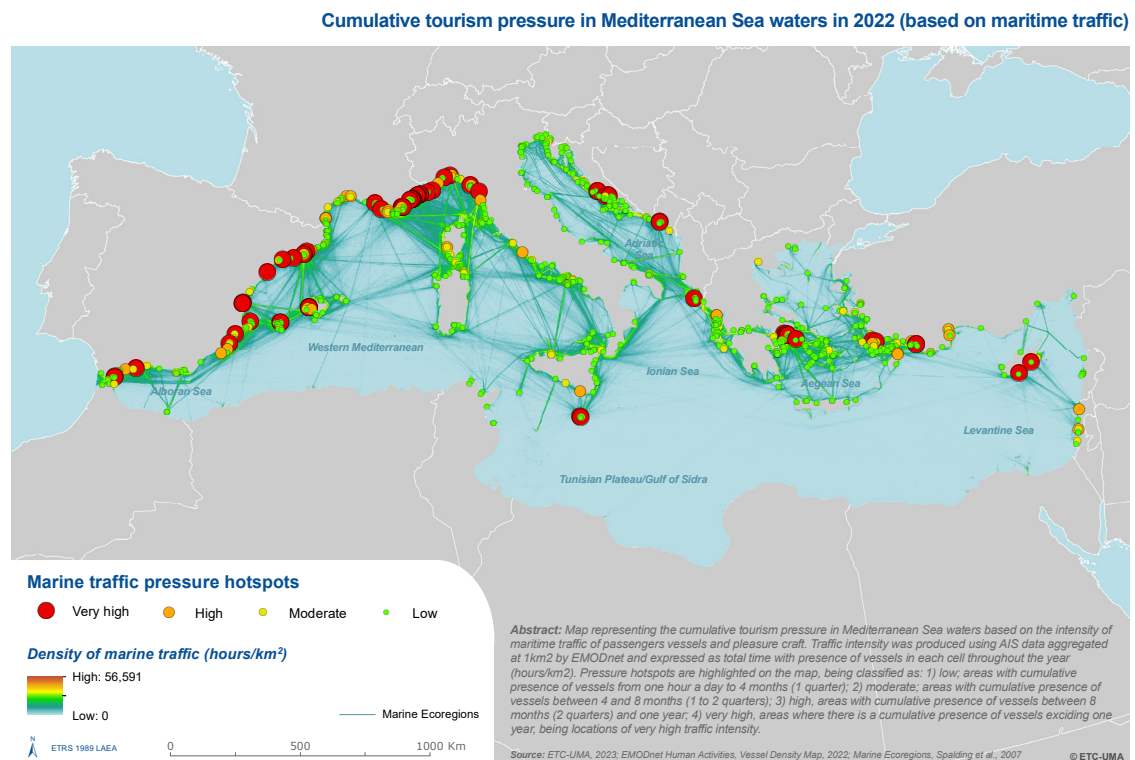 Cumulative tourism pressure in Mediterranean Sea waters in 2022 (based on maritime traffic)
Adriatic
Sea
Western Mediterranean
Ionian Sea
Alboran Sea
Aegean Sea
Levantine Sea
Tunisian Plateau/Gulf of Sidra
Marine traffic pressure hotspots
Very high
High
Moderate
Low
Density of marine traffic (hours/km²)
High: 56,591
Low: 0
Marine Ecoregions
N
ETRS 1989 LAEA
0 500 1000 Km
Abstract: Map representing the cumulative tourism pressure in Mediterranean Sea waters based on the intensity of
maritime traffic of passengers vessels and pleasure craft. Traffic intensity was produced using AIS data aggregated
at 1km2 by EMODnet and expressed as total time with presence of vessels in each cell throughout the year
(hours/km2). Pressure hotspots are highlighted on the map, being classified as: 1) low; areas with cumulative
presence of vessels from one hour a day to 4 months (1 quarter); 2) moderate; areas with cumulative presence of
vessels between 4 and 8 months (1 to 2 quarters); 3) high, areas with cumulative presence of vessels between 8
months (2 quarters) and one year; 4) very high, areas where there is a cumulative presence of vessels exciding one
year, being locations of very high traffic intensity.
Source: ETC-UMA, 2023; EMODnet Human Activities, Vessel Density Map, 2022; Marine Ecoregions, Spalding et al., 2007
© ETC-UMA